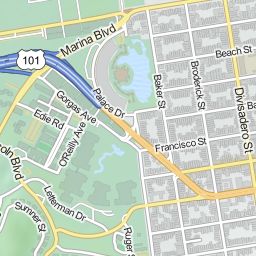 Marina Blvd
Beach St
101
Gorgas Ave
Palace Dr
Baker St
Broderick St
Divisadero St
Edie Rd
O'Reilly Ave
Francisco St
coln Blvd
Letterman Dr
Sumner St
Ruger St